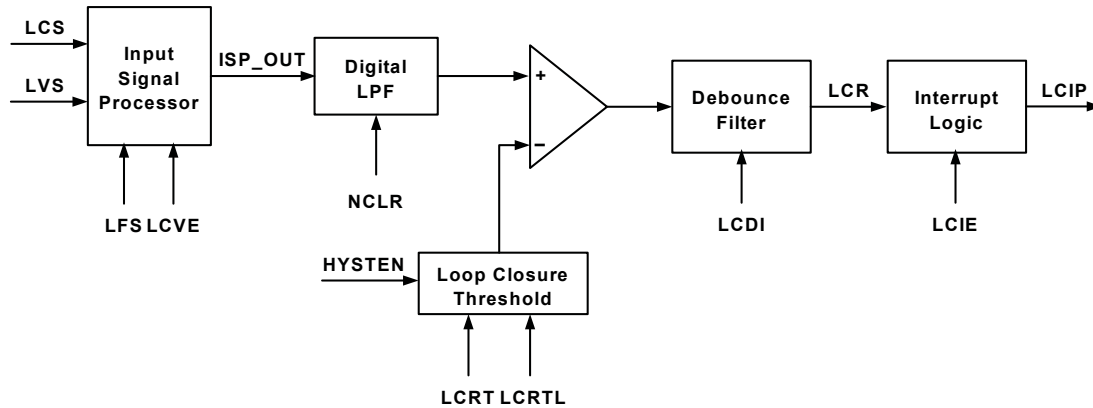 LCS
LVS
Input
Signal
Processor
LFS LCVE
ISP_OUT
Digital
LPF
NCLR
+
−
HYSTEN
Loop Closure
Threshold
LCRT LCRTL
Debounce
Filter
LCDI
LCR
Interrupt
Logic
LCIE
LCIP